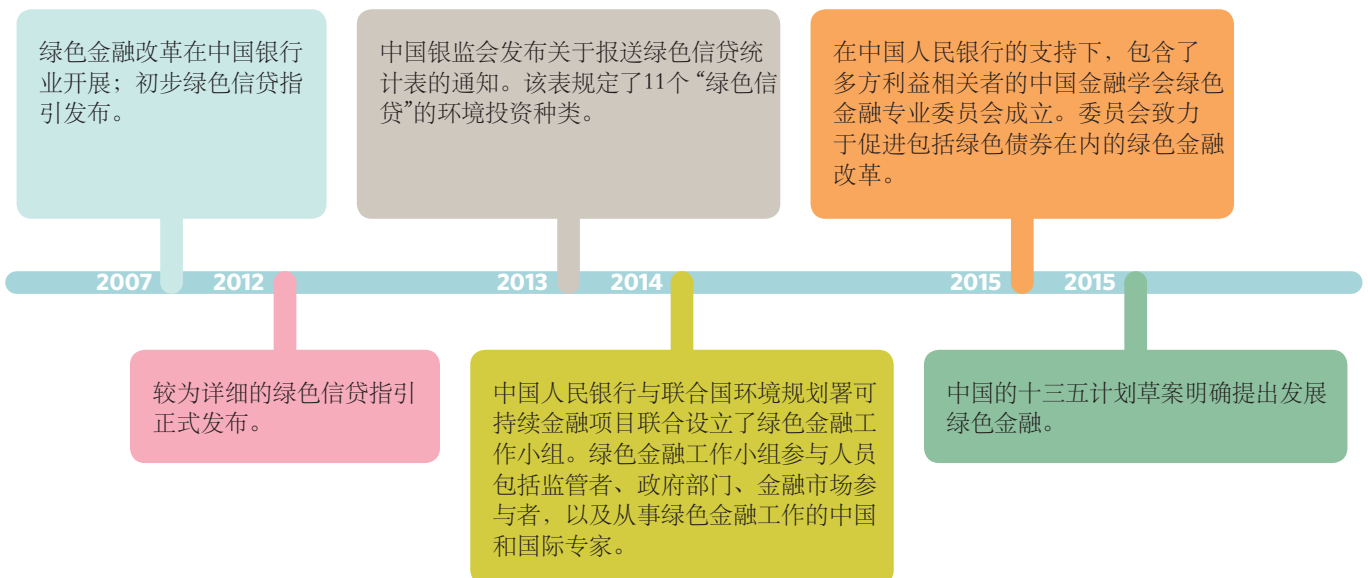 绿色金融改革在中国银行
业开展；初步绿色信贷指
引发布。
中国银监会发布关于报送绿色信贷统
计表的通知。该表规定了11个 “绿色信
贷”的环境投资种类。
在中国人民银行的支持下，包含了
多方利益相关者的中国金融学会绿色
金融专业委员会成立。委员会致力
于促进包括绿色债券在内的绿色金融
改革。
2007
2012
2013
2014
2015
2015
较为详细的绿色信贷指引
正式发布。
中国人民银行与联合国环境规划署可
持续金融项目联合设立了绿色金融工
作小组。绿色金融工作小组参与人员
包括监管者、政府部门、金融市场参
与者，以及从事绿色金融工作的中国
和国际专家。
中国的十三五计划草案明确提出发展
绿色金融。